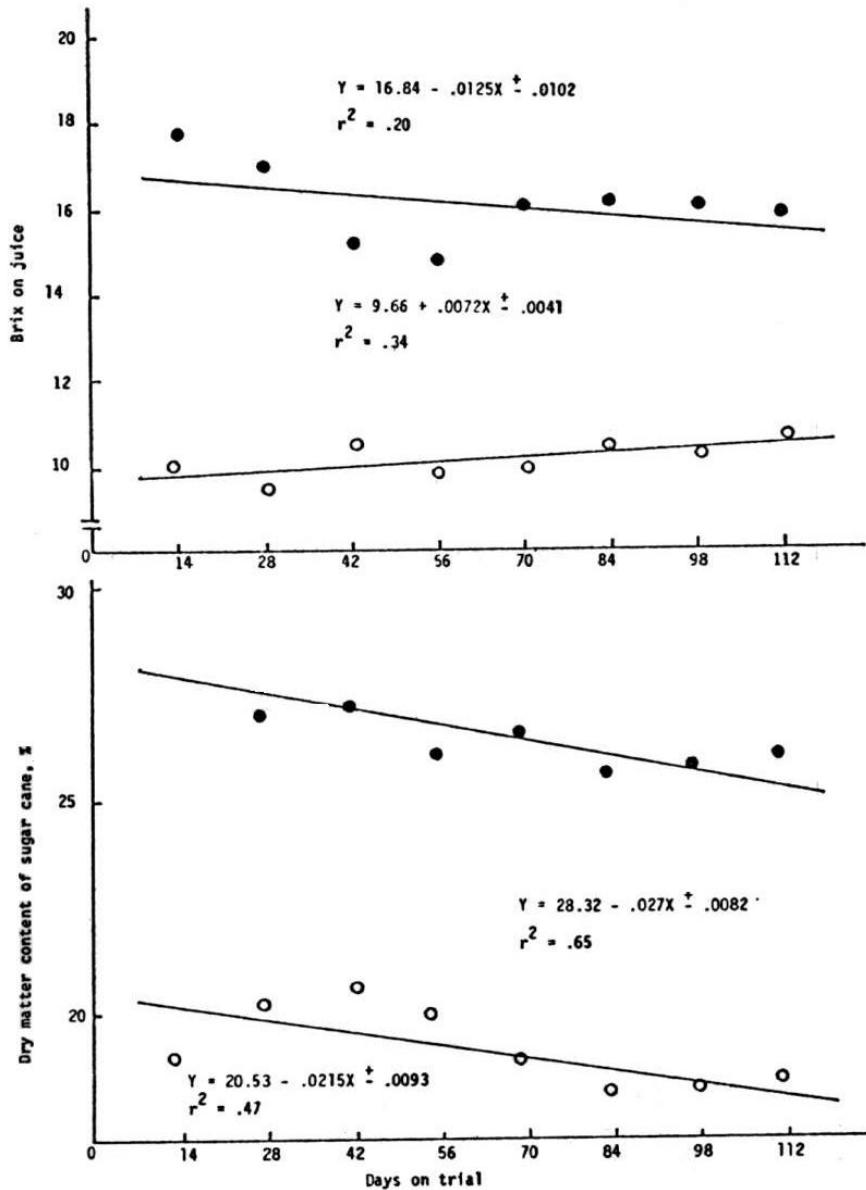 20
Y = 16.84 - .0125X ± .0102
r² = .20
18
16
Brix on juice
14
Y = 9.66 + .0072X ± .0041
r² = .34
12
10
0 14 28 42 56 70 84 98 112
30
Dry matter content of sugar cane, %
25
Y = 28.32 - .027X ± .0082
r² = .65
20
Y = 20.53 - .0215X ± .0093
r² = .47
0 14 28 42 56 70 84 98 112
Days on trial